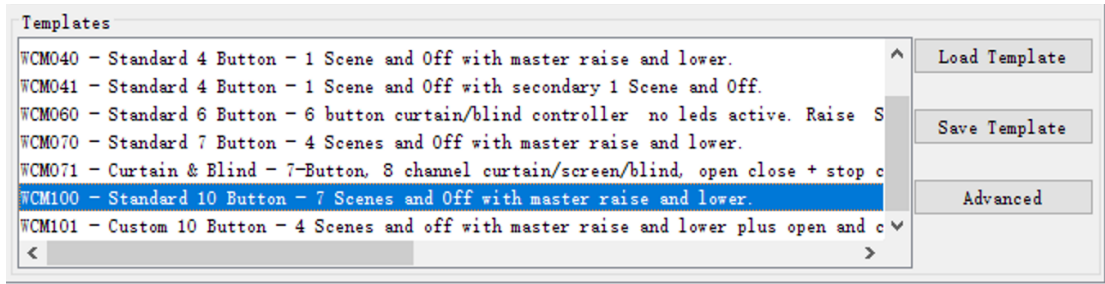 Templates
WCM040 - Standard 4 Button - 1 Scene and Off with master raise and lower.
WCM041 - Standard 4 Button - 1 Scene and Off with secondary 1 Scene and Off.
WCM060 - Standard 6 Button - 6 button curtain/blind controller  no leds active. Raise  S
WCM070 - Standard 7 Button - 4 Scenes and Off with master raise and lower.
WCM071 - Curtain & Blind - 7-Button, 8 channel curtain/screen/blind, open close + stop c
WCM100 - Standard 10 Button - 7 Scenes and Off with master raise and lower.
WCM101 - Custom 10 Button - 4 Scenes and off with master raise and lower plus open and c
Load Template
Save Template
Advanced